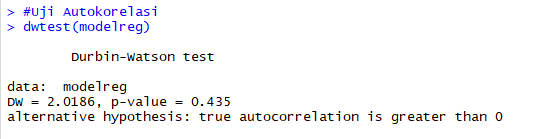 > #Uji Autokorelasi
> dwtest(modelreg)
Durbin-Watson test
data:  modelreg
DW = 2.0186, p-value = 0.435
alternative hypothesis: true autocorrelation is greater than 0